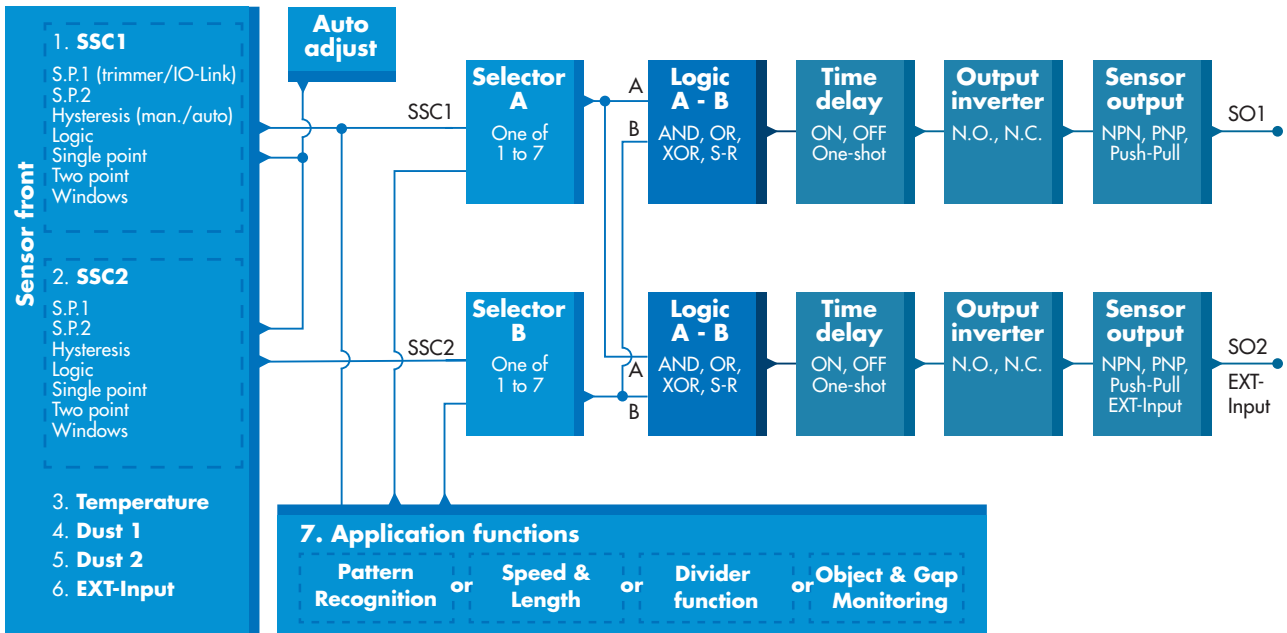 Sensor front
1. SSC1
S.P.1 (trimmer/IO-Link)
S.P.2
Hysteresis (man./auto)
Logic
Single point
Two point
Windows
2. SSC2
S.P.1
S.P.2
Hysteresis
Logic
Single point
Two point
Windows
3. Temperature
4. Dust 1
5. Dust 2
6. EXT-Input
Auto
adjust
SSC1
Selector
A
One of
1 to 7
A
B
Logic
A - B
AND, OR,
XOR, S-R
Time
delay
ON, OFF
One-shot
Output
inverter
N.O., N.C.
Sensor
output
NPN, PNP,
Push-Pull
SO1
SSC2
Selector
B
One of
1 to 7
A
B
Logic
A - B
AND, OR,
XOR, S-R
Time
delay
ON, OFF
One-shot
Output
inverter
N.O., N.C.
Sensor
output
NPN, PNP,
Push-Pull
EXT-Input
SO2
EXT-
Input
7. Application functions
Pattern
Recognition
or
Speed &
Length
or
Divider
function
or
Object & Gap
Monitoring